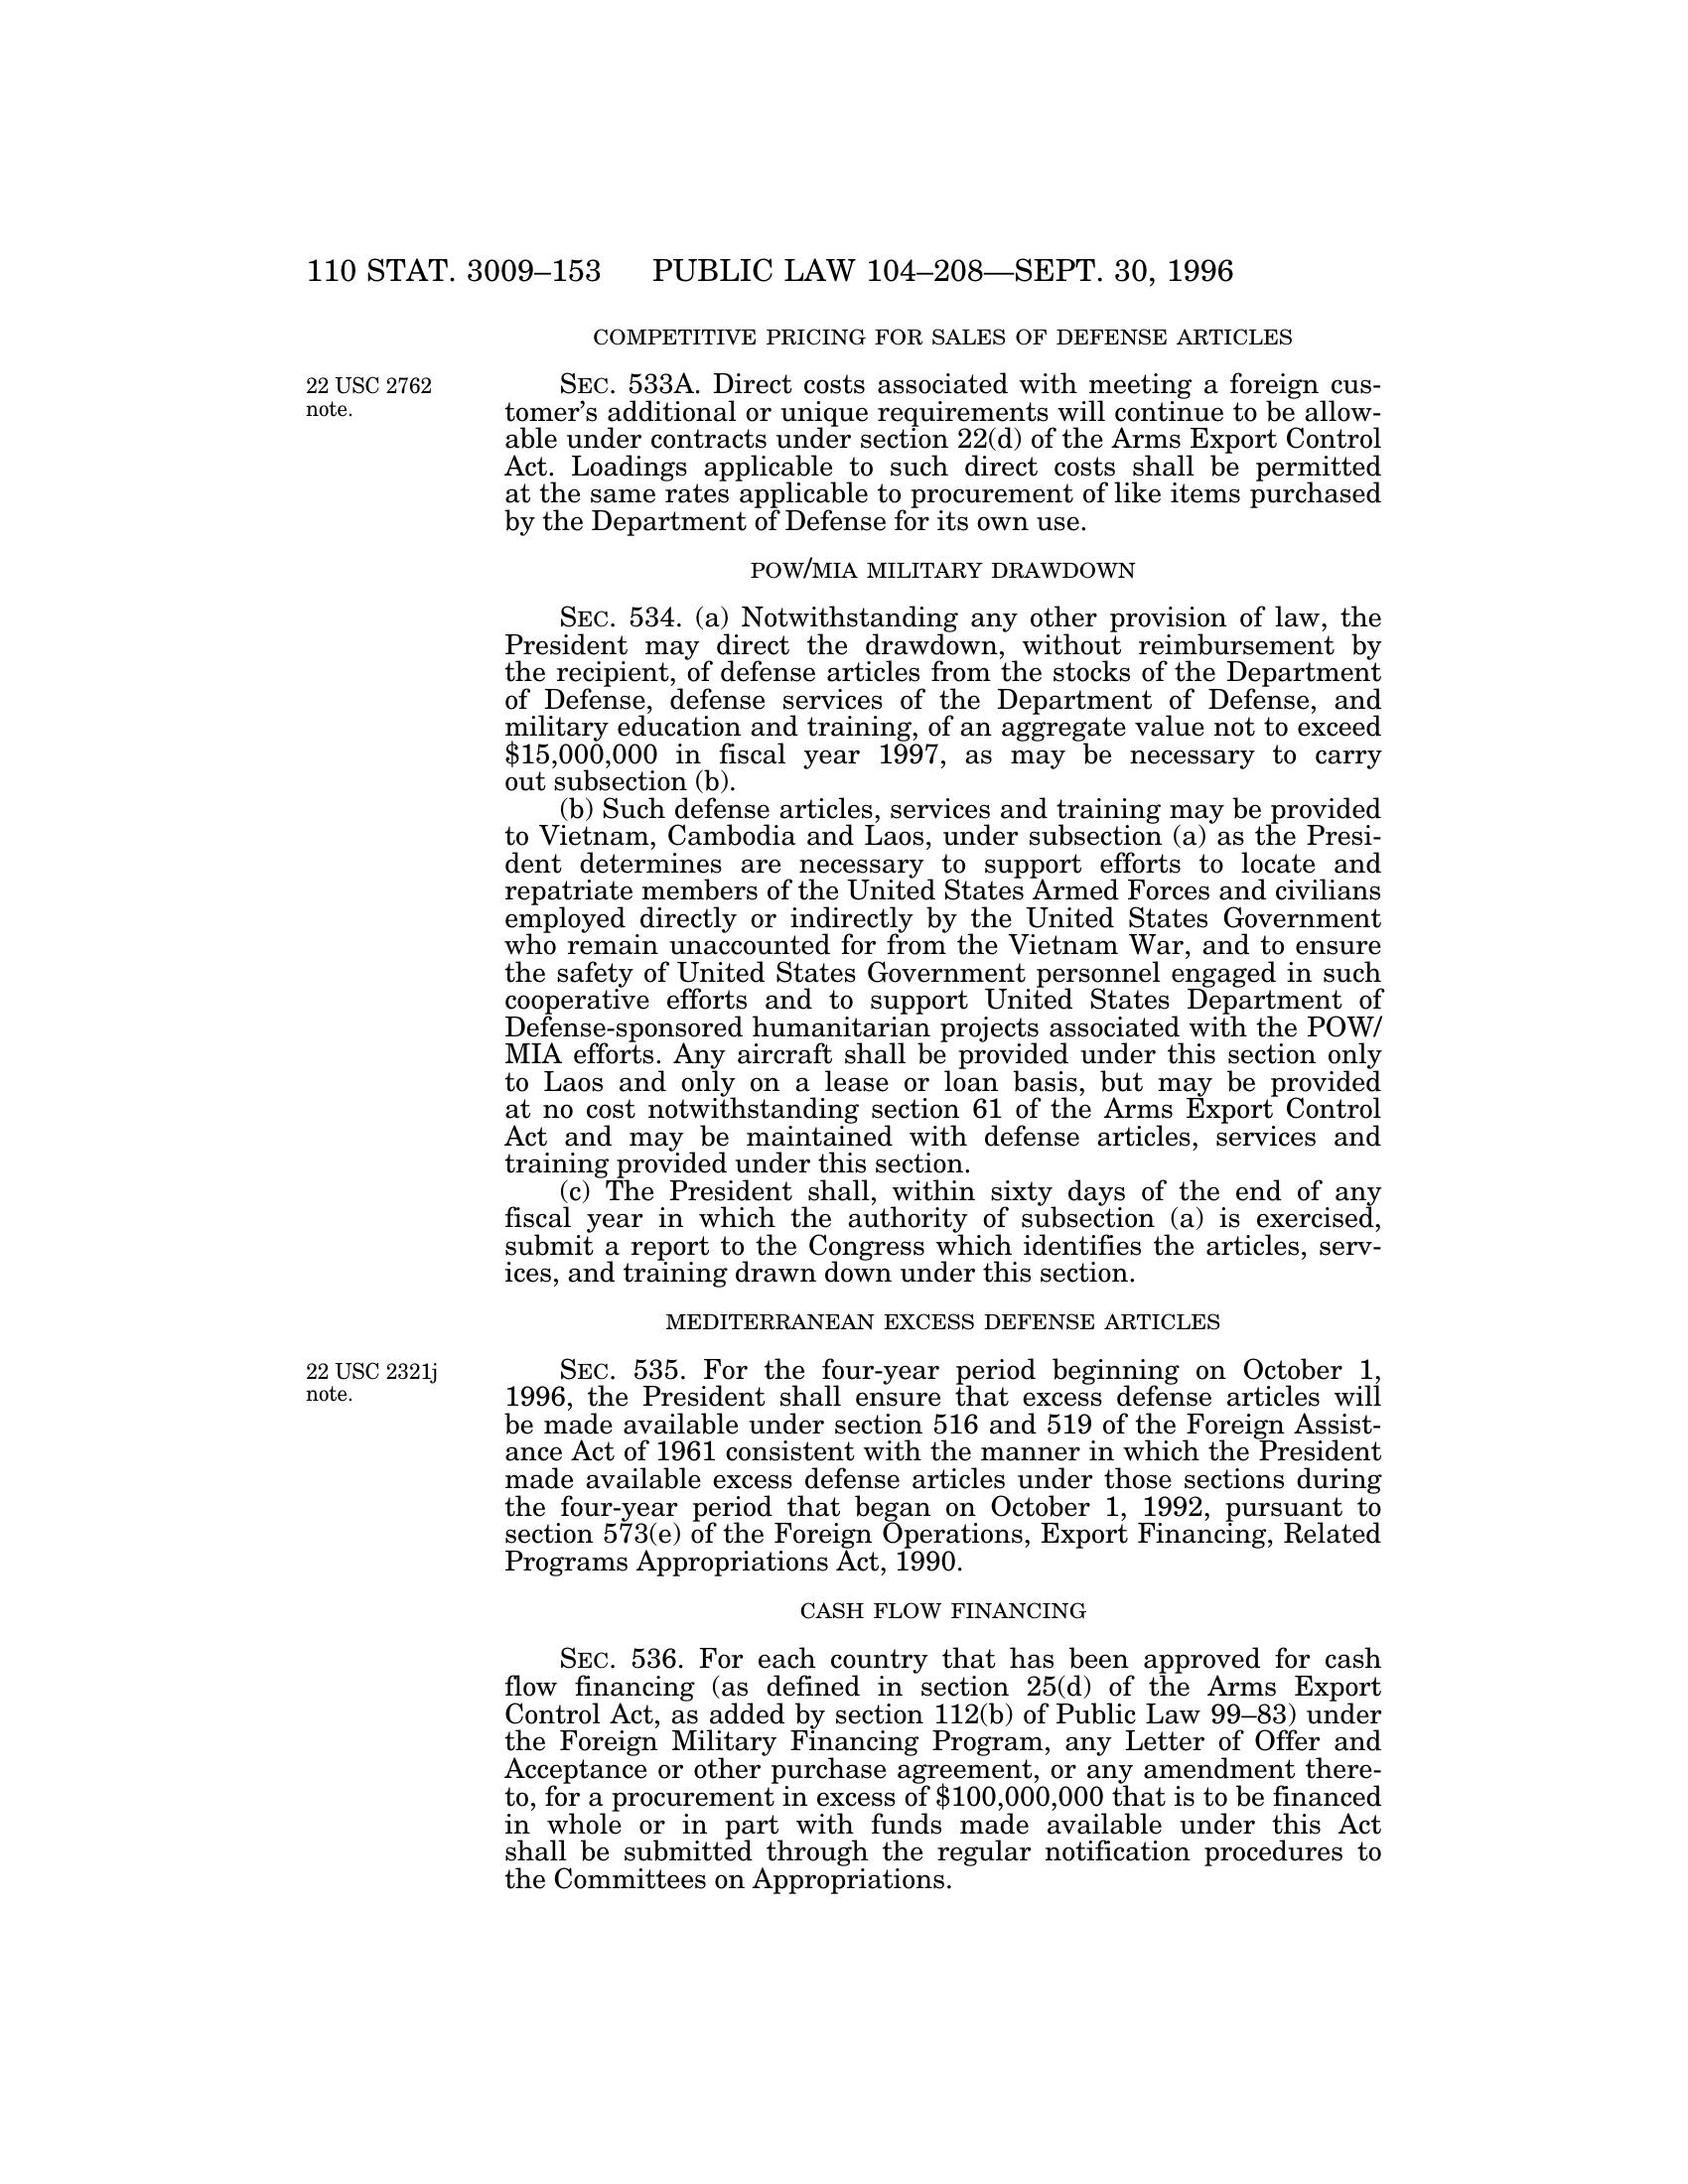 110 STAT. 3009–153 PUBLIC LAW 104–208—SEPT. 30, 1996
COMPETITIVE PRICING FOR SALES OF DEFENSE ARTICLES
22 USC 2762
note.
SEC. 533A. Direct costs associated with meeting a foreign cus-
tomer’s additional or unique requirements will continue to be allow-
able under contracts under section 22(d) of the Arms Export Control
Act. Loadings applicable to such direct costs shall be permitted
at the same rates applicable to procurement of like items purchased
by the Department of Defense for its own use.
POW/MIA MILITARY DRAWDOWN
SEC. 534. (a) Notwithstanding any other provision of law, the
President may direct the drawdown, without reimbursement by
the recipient, of defense articles from the stocks of the Department
of Defense, defense services of the Department of Defense, and
military education and training, of an aggregate value not to exceed
$15,000,000 in fiscal year 1997, as may be necessary to carry
out subsection (b).
(b) Such defense articles, services and training may be provided
to Vietnam, Cambodia and Laos, under subsection (a) as the Presi-
dent determines are necessary to support efforts to locate and
repatriate members of the United States Armed Forces and civilians
employed directly or indirectly by the United States Government
who remain unaccounted for from the Vietnam War, and to ensure
the safety of United States Government personnel engaged in such
cooperative efforts and to support United States Department of
Defense-sponsored humanitarian projects associated with the POW/
MIA efforts. Any aircraft shall be provided under this section only
to Laos and only on a lease or loan basis, but may be provided
at no cost notwithstanding section 61 of the Arms Export Control
Act and may be maintained with defense articles, services and
training provided under this section.
(c) The President shall, within sixty days of the end of any
fiscal year in which the authority of subsection (a) is exercised,
submit a report to the Congress which identifies the articles, serv-
ices, and training drawn down under this section.
MEDITERRANEAN EXCESS DEFENSE ARTICLES
22 USC 2321j
note.
SEC. 535. For the four-year period beginning on October 1,
1996, the President shall ensure that excess defense articles will
be made available under section 516 and 519 of the Foreign Assist-
ance Act of 1961 consistent with the manner in which the President
made available excess defense articles under those sections during
the four-year period that began on October 1, 1992, pursuant to
section 573(e) of the Foreign Operations, Export Financing, Related
Programs Appropriations Act, 1990.
CASH FLOW FINANCING
SEC. 536. For each country that has been approved for cash
flow financing (as defined in section 25(d) of the Arms Export
Control Act, as added by section 112(b) of Public Law 99–83) under
the Foreign Military Financing Program, any Letter of Offer and
Acceptance or other purchase agreement, or any amendment there-
to, for a procurement in excess of $100,000,000 that is to be financed
in whole or in part with funds made available under this Act
shall be submitted through the regular notification procedures to
the Committees on Appropriations.